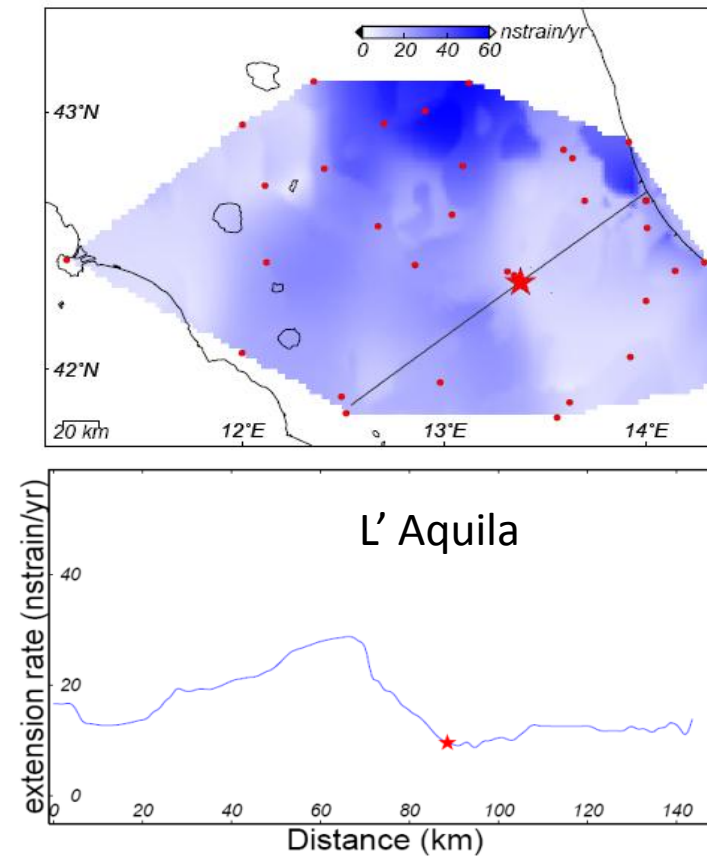 nstrain/yr
0 20 40 60
43°N
42°N
20 km 12°E 13°E 14°E
L’ Aquila
extension rate (nstrain/yr)
40
20
0
0 20 40 60 80 100 120 140
Distance (km)